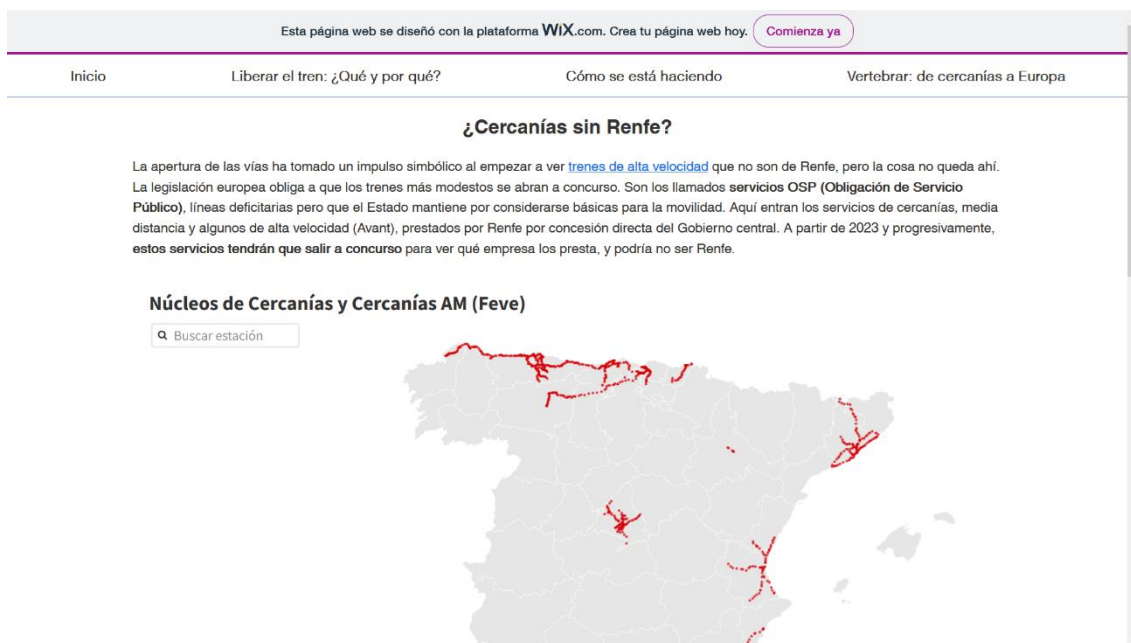 Esta página web se diseñó con la plataforma WiX.com. Crea tu página web hoy. Comienza ya
Inicio Liberar el tren: ¿Qué y por qué? Cómo se está haciendo Vertebrar: de cercanías a Europa
¿Cercanías sin Renfe?
La apertura de las vías ha tomado un impulso simbólico al empezar a ver trenes de alta velocidad que no son de Renfe, pero la cosa no queda ahí.
La legislación europea obliga a que los trenes más modestos se abran a concurso. Son los llamados servicios OSP (Obligación de Servicio
Público), líneas deficitarias pero que el Estado mantiene por considerarse básicas para la movilidad. Aquí entran los servicios de cercanías, media
distancia y algunos de alta velocidad (Avant), prestados por Renfe por concesión directa del Gobierno central. A partir de 2023 y progresivamente,
estos servicios tendrán que salir a concurso para ver qué empresa los presta, y podría no ser Renfe.
Núcleos de Cercanías y Cercanías AM (Feve)
Buscar estación